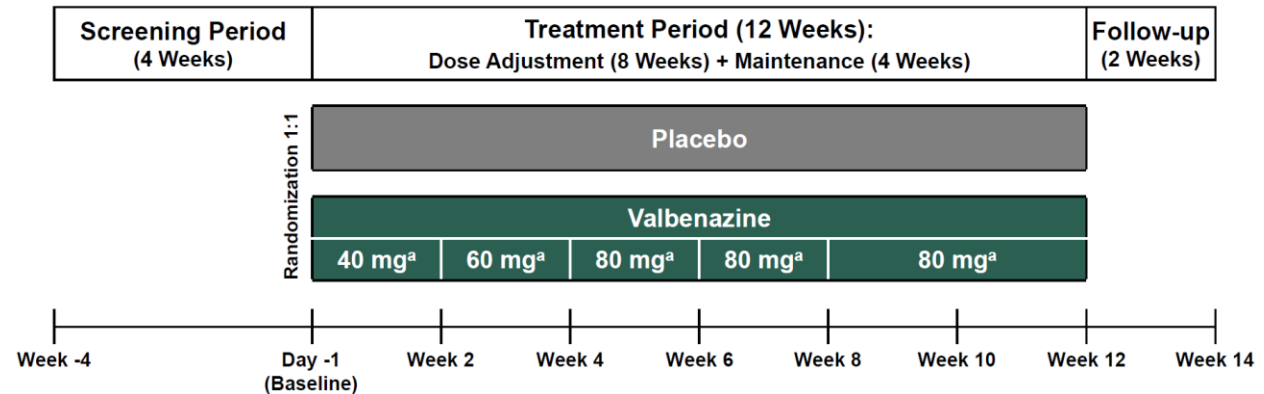 Screening Period
(4 Weeks)
Treatment Period (12 Weeks):
Dose Adjustment (8 Weeks) + Maintenance (4 Weeks)
Follow-up
(2 Weeks)
Randomization 1:1
Placebo
Valbenazine
40 mgᵃ 60 mgᵃ 80 mgᵃ 80 mgᵃ 80 mgᵃ
Week -4 Day -1 Week 2 Week 4 Week 6 Week 8 Week 10 Week 12 Week 14
(Baseline)